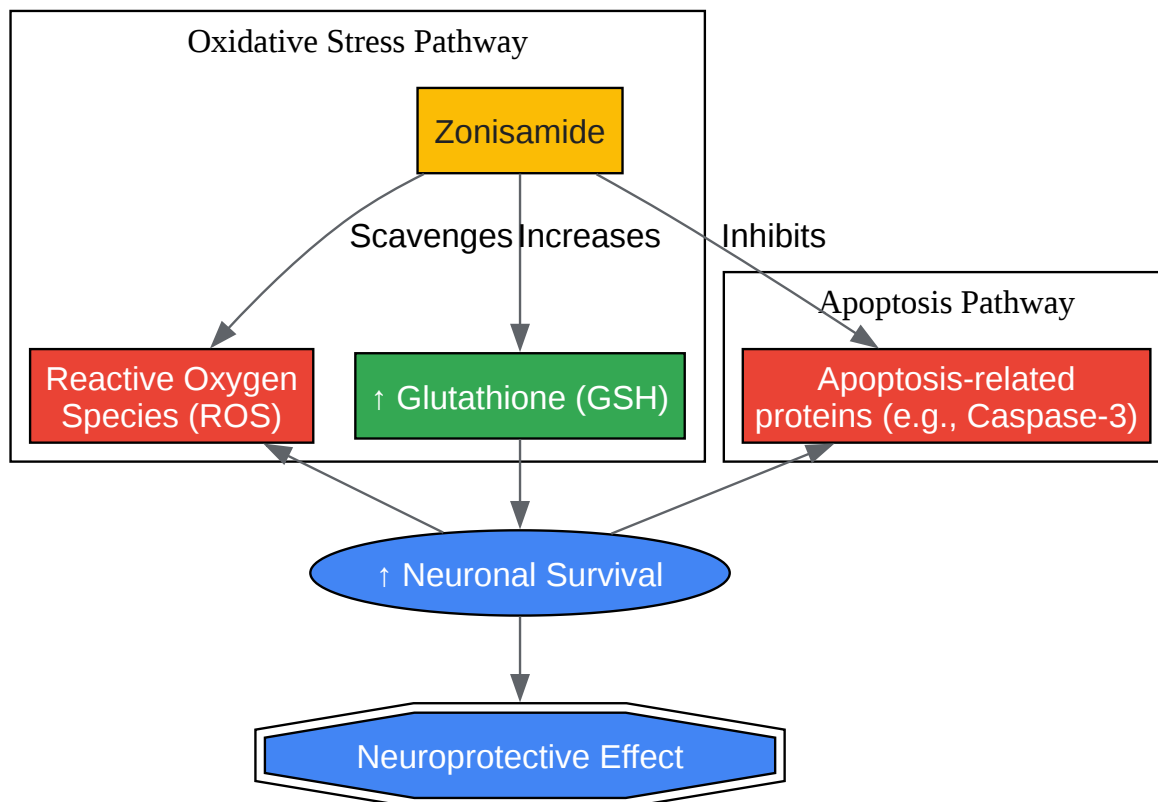 Oxidative Stress Pathway
Zonisamide
Scavenges
Increases
Inhibits
Apoptosis Pathway
Reactive Oxygen
Species (ROS)
↑ Glutathione (GSH)
Apoptosis-related
proteins (e.g., Caspase-3)
↑ Neuronal Survival
Neuroprotective Effect